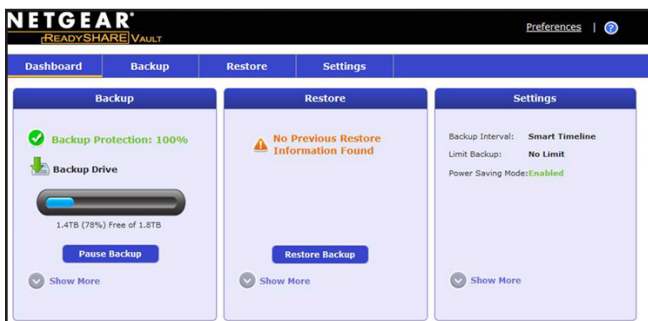 NETGEAR®
READYSHARE VAULT
Preferences | ?
Dashboard Backup Restore Settings
Backup
Backup Protection: 100%
Backup Drive
1.4TB (78%) Free of 1.8TB
Pause Backup
Show More
Restore
No Previous Restore
Information Found
Restore Backup
Show More
Settings
Backup Interval: Smart Timeline
Limit Backup: No Limit
Power Saving Mode:Enabled
Show More